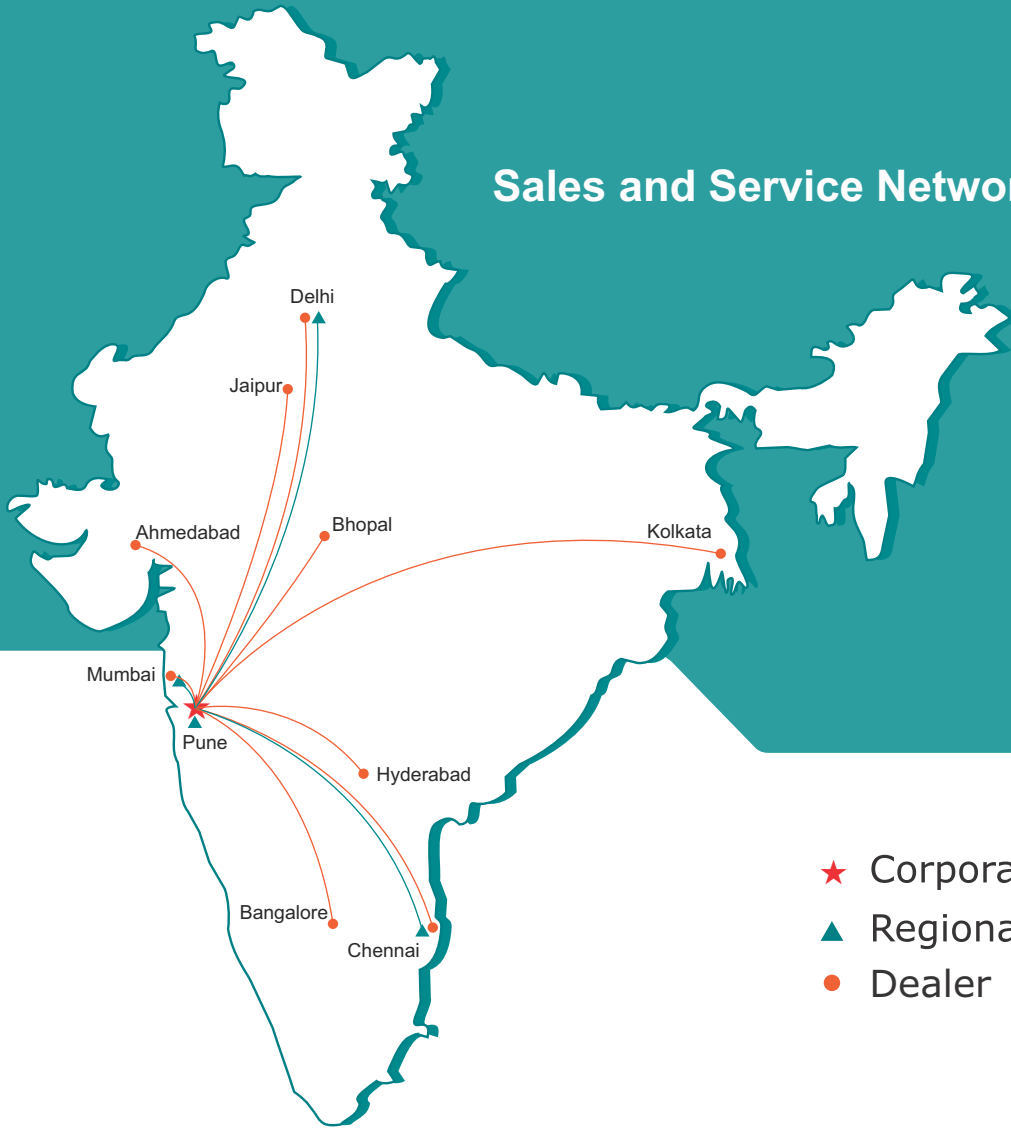 Sales and Service Networ
Delhi
Jaipur
Ahmedabad
Bhopal
Kolkata
Mumbai
Pune
Hyderabad
Bangalore
Chennai
Corpora
Regiona
Dealer